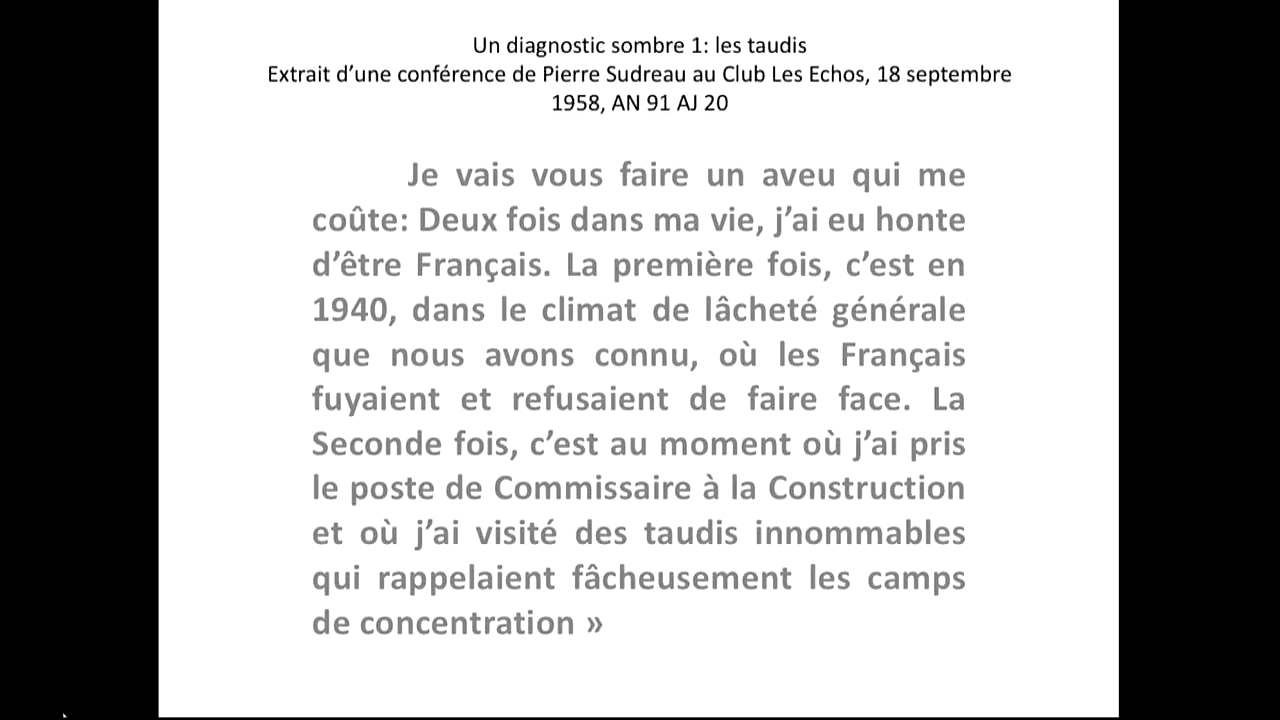 Un diagnostic sombre 1: les taudis
Extrait d’une conférence de Pierre Sudreau au Club Les Echos, 18 septembre
1958, AN 91 AJ 20
Je vais vous faire un aveu qui me
coûte: Deux fois dans ma vie, j’ai eu honte
d’être Français. La première fois, c’est en
1940, dans le climat de lâcheté générale
que nous avons connu, où les Français
fuyaient et refusaient de faire face. La
Seconde fois, c’est au moment où j’ai pris
le poste de Commissaire à la Construction
et où j’ai visité des taudis innommables
qui rappelaient fâcheusement les camps
de concentration »